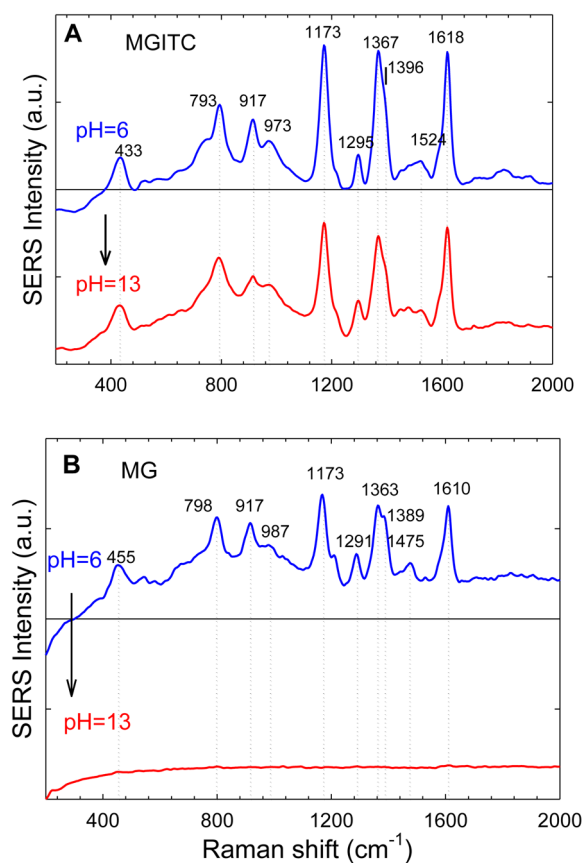 A
MGITC
1173
1367
1618
1396
793
917
973
pH=6
433
1295
1524
pH=13
SERS Intensity (a.u.)
400
800
1200
1600
2000
B
MG
1173
1363
1610
798
917
1389
987
1291
1475
pH=6
455
pH=13
SERS Intensity (a.u.)
400
800
1200
1600
2000
Raman shift (cm⁻¹)